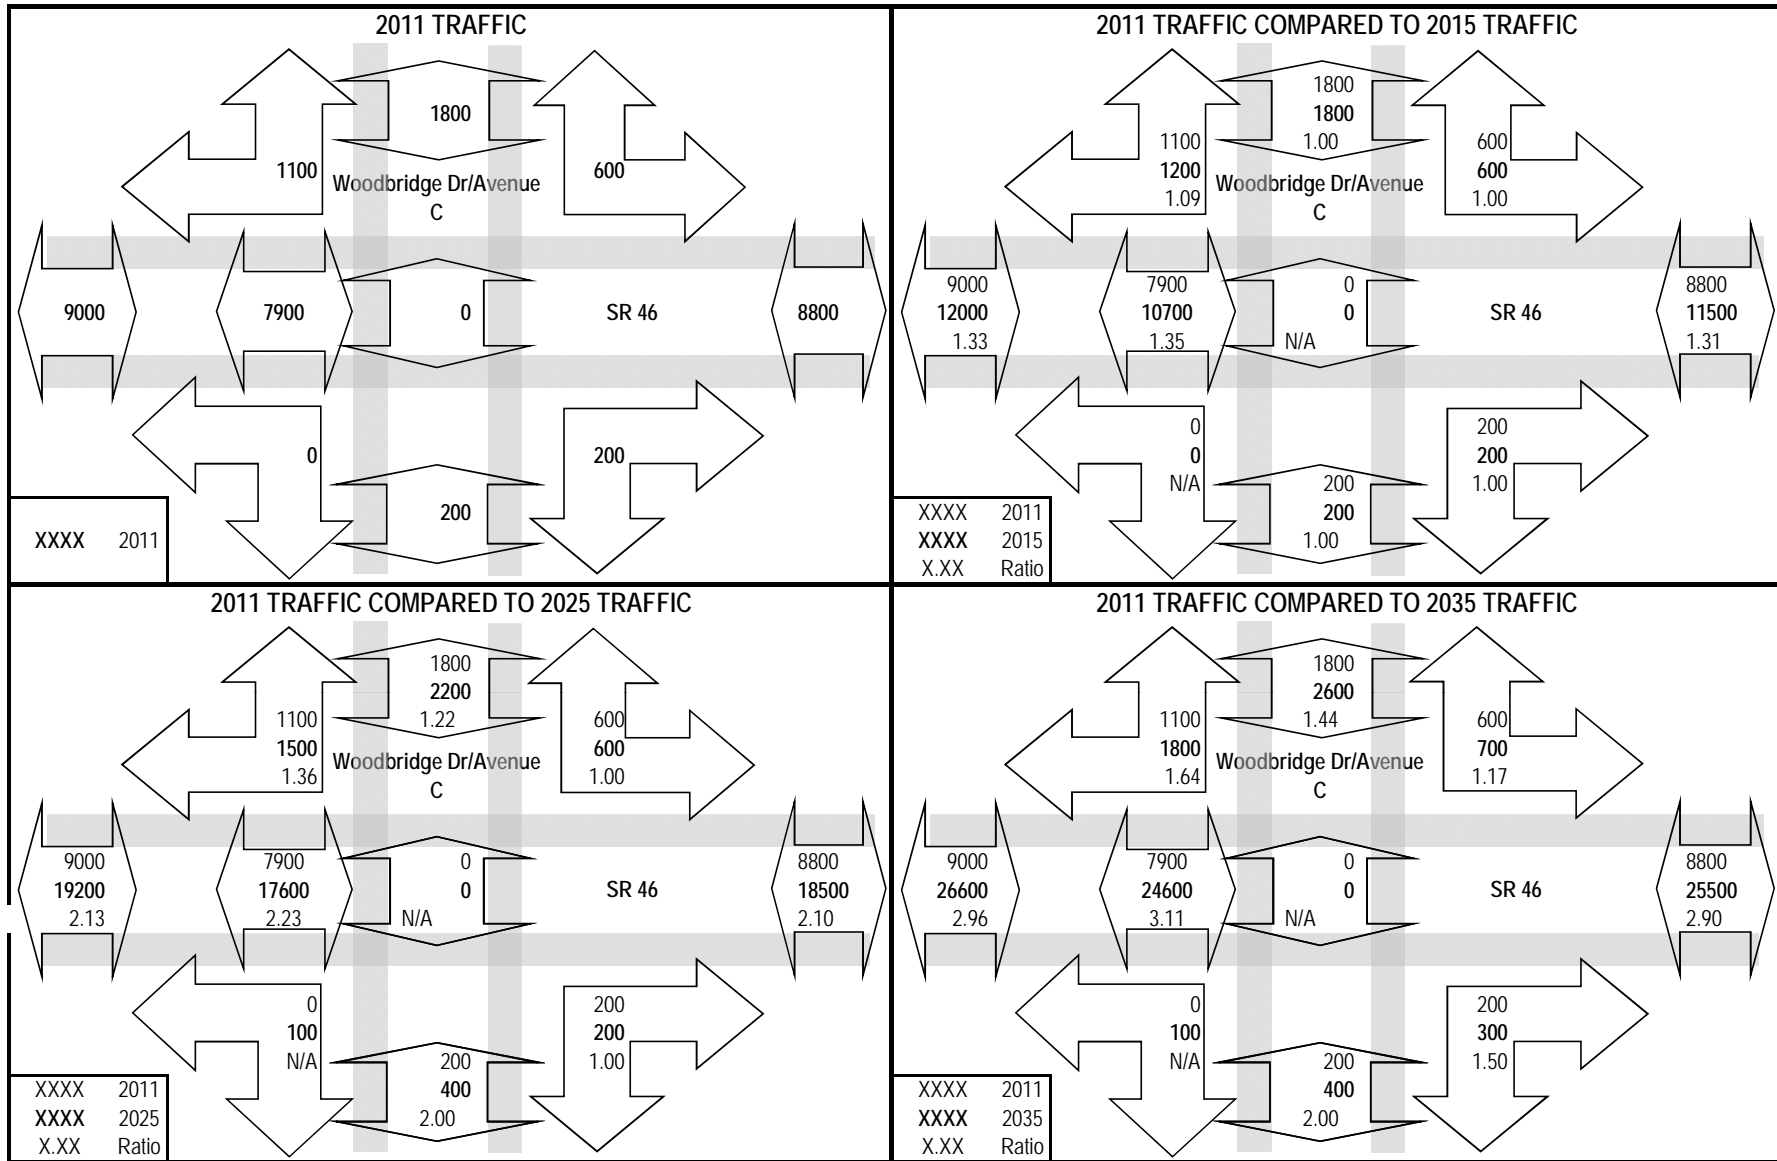 2011 TRAFFIC
1800
1100
600
Woodbridge Dr/Avenue
C
9000
7900
0
SR 46
8800
0
200
200
XXXX 2011
2011 TRAFFIC COMPARED TO 2015 TRAFFIC
1800
1800
1.00
1100
1200
1.09
600
600
1.00
Woodbridge Dr/Avenue
C
9000
12000
1.33
7900
10700
1.35
0
0
N/A
SR 46
8800
11500
1.31
0
0
N/A
200
200
1.00
200
200
1.00
XXXX 2011
XXXX 2015
X.XX Ratio
2011 TRAFFIC COMPARED TO 2025 TRAFFIC
1800
2200
1.22
1100
1500
1.36
600
600
1.00
Woodbridge Dr/Avenue
C
9000
19200
2.13
7900
17600
2.23
0
0
N/A
SR 46
8800
18500
2.10
0
100
N/A
200
200
1.00
200
400
2.00
XXXX 2011
XXXX 2025
X.XX Ratio
2011 TRAFFIC COMPARED TO 2035 TRAFFIC
1800
2600
1.44
1100
1800
1.64
600
700
1.17
Woodbridge Dr/Avenue
C
9000
26600
2.96
7900
24600
3.11
0
0
N/A
SR 46
8800
25500
2.90
0
100
N/A
200
300
1.50
200
400
2.00
XXXX 2011
XXXX 2035
X.XX Ratio